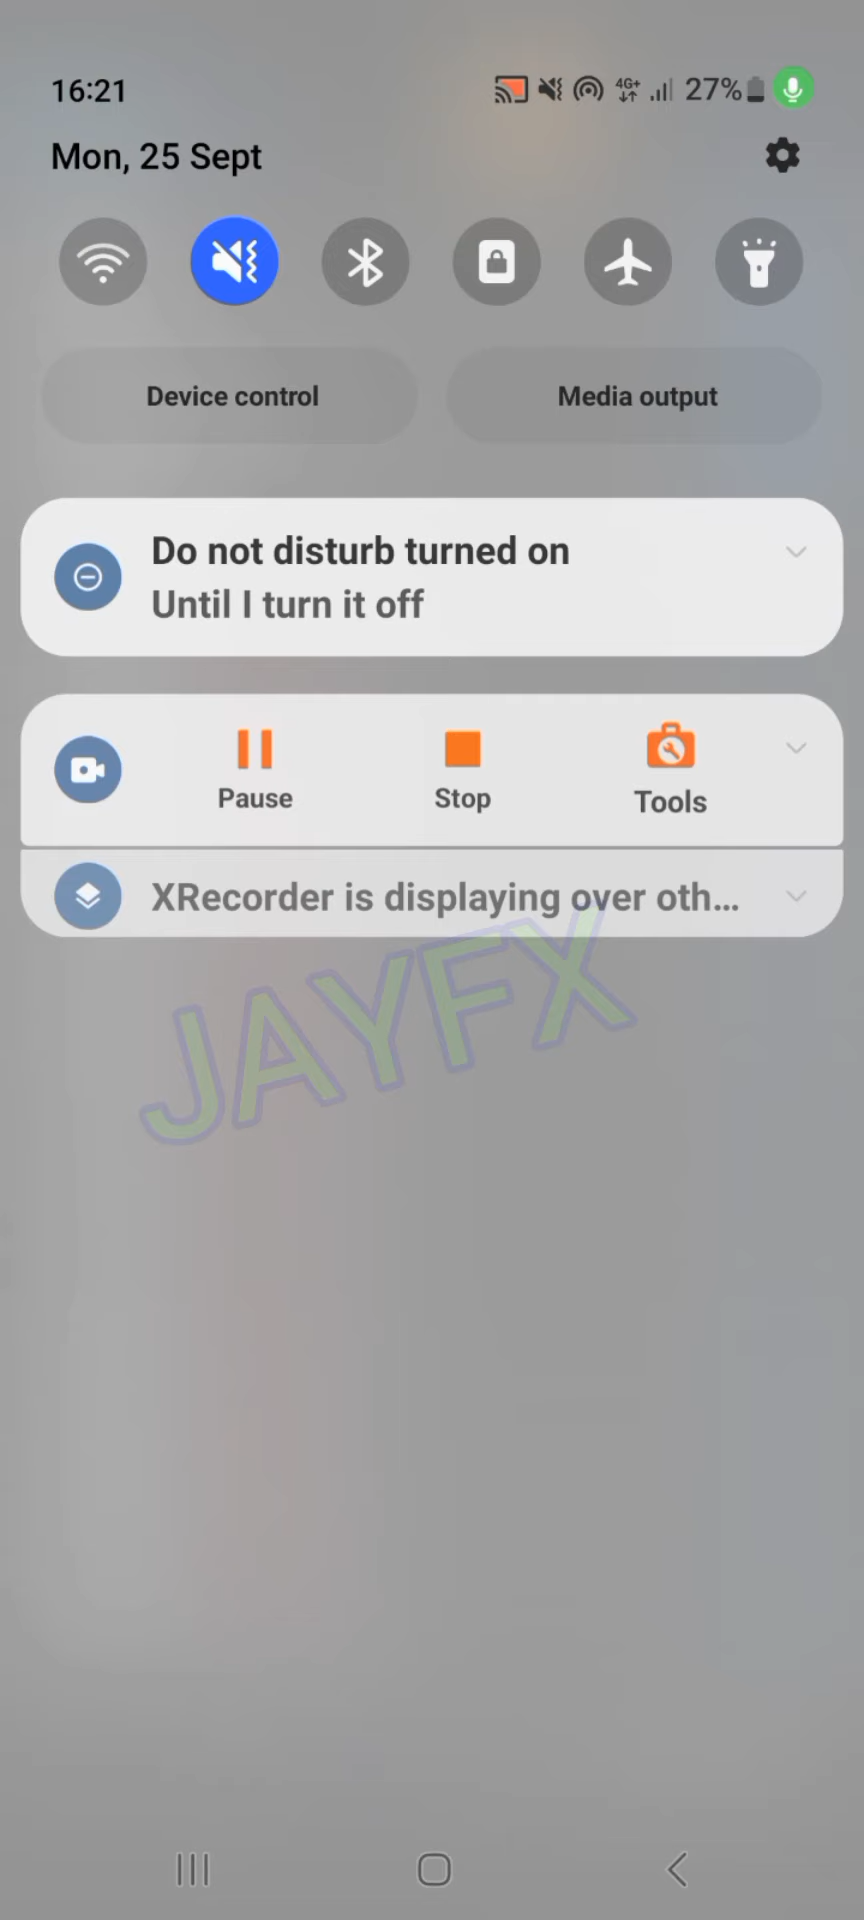 16:21
4G+ 27%
Mon, 25 Sept
Device control Media output
Do not disturb turned on
Until I turn it off
Pause Stop Tools
XRecorder is displaying over oth...
JAYFX